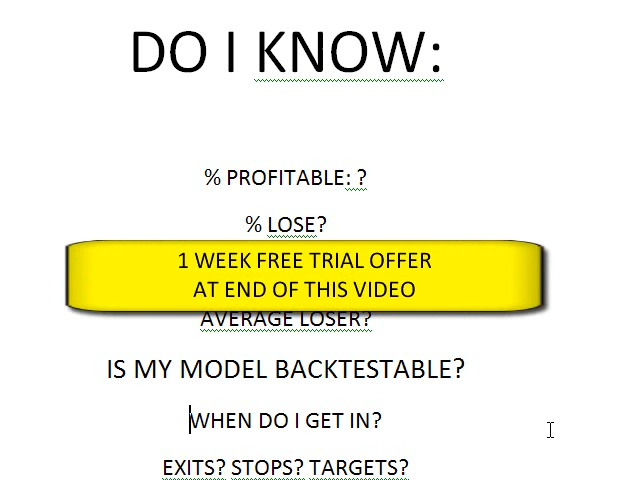 DO I KNOW:
% PROFITABLE: ?
% LOSE?
1 WEEK FREE TRIAL OFFER
AT END OF THIS VIDEO
AVERAGE LOSER?
IS MY MODEL BACKTESTABLE?
WHEN DO I GET IN?
EXITS? STOPS? TARGETS?